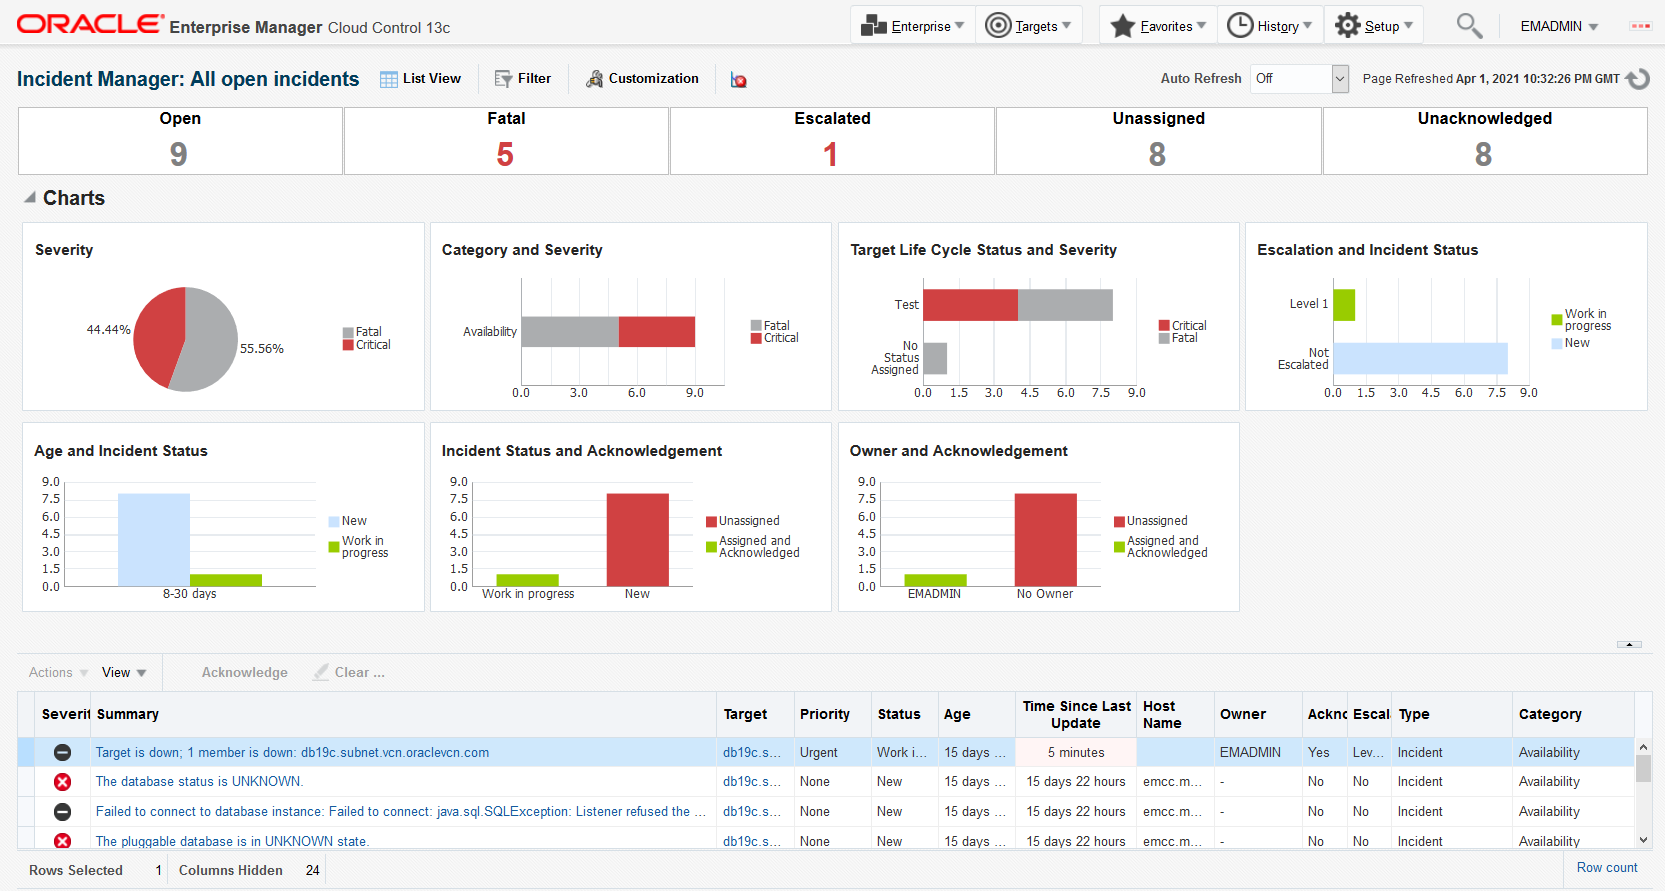 ORACLE Enterprise Manager Cloud Control 13c
Enterprise Targets Favorites History Setup EMADMIN
Incident Manager: All open incidents List View Filter Customization Auto Refresh Off Page Refreshed Apr 1, 2021 10:32:26 PM GMT
Open Fatal Escalated Unassigned Unacknowledged
9 5 1 8 8
Charts
Severity
44.44%
55.56%
Fatal
Critical
Category and Severity
Availability
0.0 3.0 6.0 9.0
Fatal
Critical
Target Life Cycle Status and Severity
Test
No
Status
Assigned
0.0 1.5 3.0 4.5 6.0 7.5 9.0
Critical
Fatal
Escalation and Incident Status
Level 1
Not
Escalated
0.0 1.5 3.0 4.5 6.0 7.5 9.0
Work in
progress
New
Age and Incident Status
9.0
7.5
6.0
4.5
3.0
1.5
0.0
8-30 days
New
Work in
progress
Incident Status and Acknowledgement
9.0
7.5
6.0
4.5
3.0
1.5
0.0
Work in progress New
Unassigned
Assigned and
Acknowledged
Owner and Acknowledgement
9.0
7.5
6.0
4.5
3.0
1.5
0.0
EMADMIN No Owner
Unassigned
Assigned and
Acknowledged
Actions View Acknowledge Clear ...
Severit Summary Target Priority Status Age Time Since Last Update Host Name Owner Ackno Escal Type Category
Target is down; 1 member is down: db19c.subnet.vcn.oraclevcn.com db19c.s... Urgent Work i... 15 days ... 5 minutes EMADMIN Yes Lev... Incident Availability
The database status is UNKNOWN. db19c.s... None New 15 days ... 15 days 22 hours emcc.m... - No No Incident Availability
Failed to connect to database instance: Failed to connect: java.sql.SQLException: Listener refused the ... db19c.s... None New 15 days ... 15 days 22 hours emcc.m... - No No Incident Availability
The pluggable database is in UNKNOWN state. db19c.s... None New 15 days ... 15 days 22 hours emcc.m... - No No Incident Availability
Rows Selected 1 Columns Hidden 24 Row count